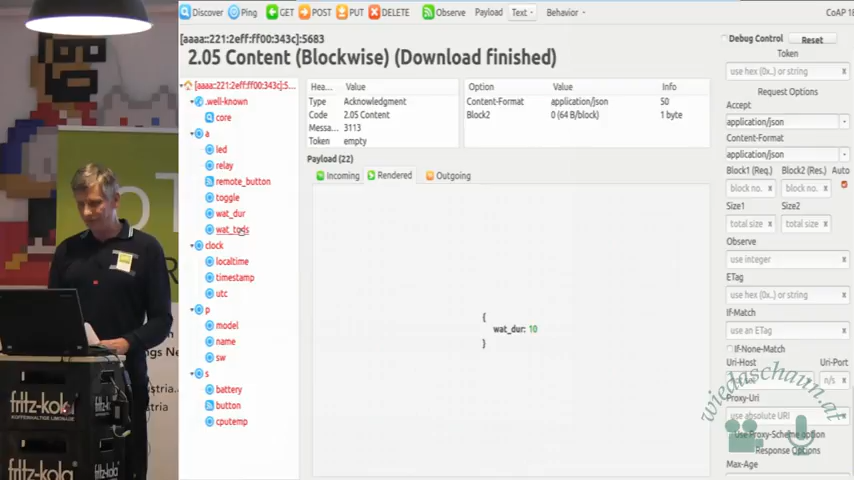 Discover
Ping
GET
POST
PUT
DELETE
Observe
Payload
Text
Behavior
CoAP 18
[aaaa::221:2eff:ff00:343c]:5683
2.05 Content (Blockwise) (Download finished)
Debug Control
Reset
Token
use hex (0x..) or string
Request Options
Accept
application/json
Content-Format
application/json
Block1 (Req.)
Block2 (Res.)
Auto
block no.
block no.
Size1
Size2
total size
total size
Observe
use integer
ETag
use hex (0x..) or string
If-Match
use an ETag
If-None-Match
Uri-Host
Uri-Port
n/s
Proxy-Uri
use absolute URI
Use Proxy-Scheme option
Response Options
Max-Age
[aaaa::221:2eff:ff00:343c]:5...
.well-known
core
a
led
relay
remote_button
toggle
wat_dur
clock
localtime
timestamp
utc
p
model
name
sw
s
battery
button
cputemp
Hea...
Value
Type
Acknowledgment
Code
2.05 Content
Messa...
3113
Token
empty
Option
Value
Info
Content-Format
application/json
50
Block2
0 (64 B/block)
1 byte
Payload (22)
Incoming
Rendered
Outgoing
{
wat_dur: 10
}
fritz-kola
KOFFEINHALTIGE LIMONADE
fritz-kola
wiedaschaun.at